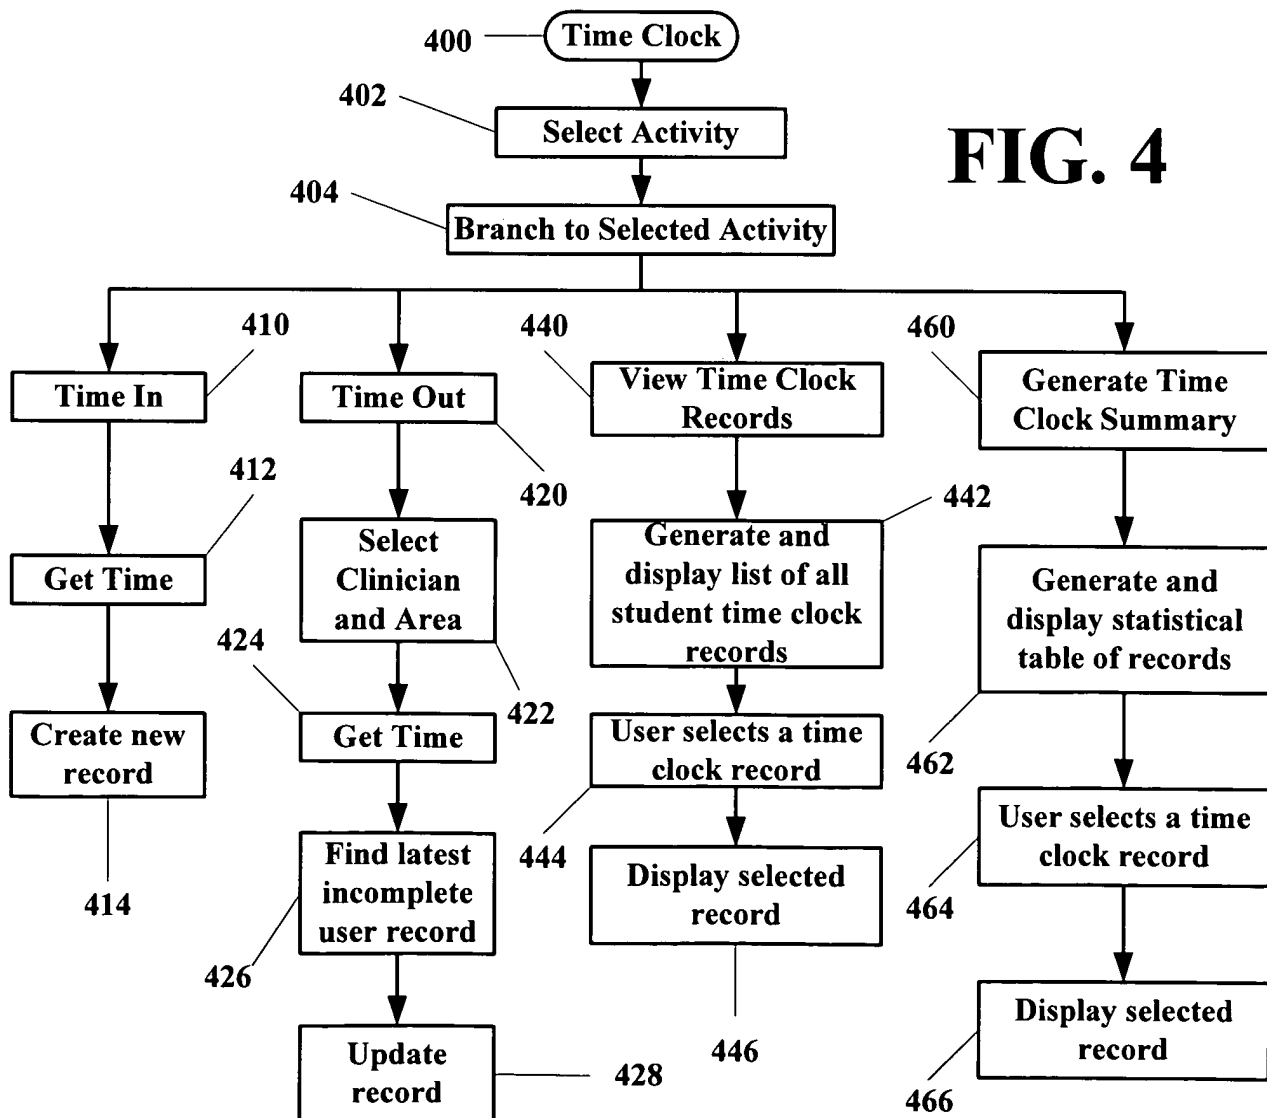 400
Time Clock
402
Select Activity
FIG. 4
404
Branch to Selected Activity
410
Time In
412
Get Time
Create new
record
414
Time Out
420
Select
Clinician
and Area
422
424
Get Time
Find latest
incomplete
user record
426
Update
record
428
440
View Time Clock
Records
442
Generate and
display list of all
student time clock
records
User selects a time
clock record
444
Display selected
record
446
460
Generate Time
Clock Summary
Generate and
display statistical
table of records
462
User selects a time
clock record
464
Display selected
record
466